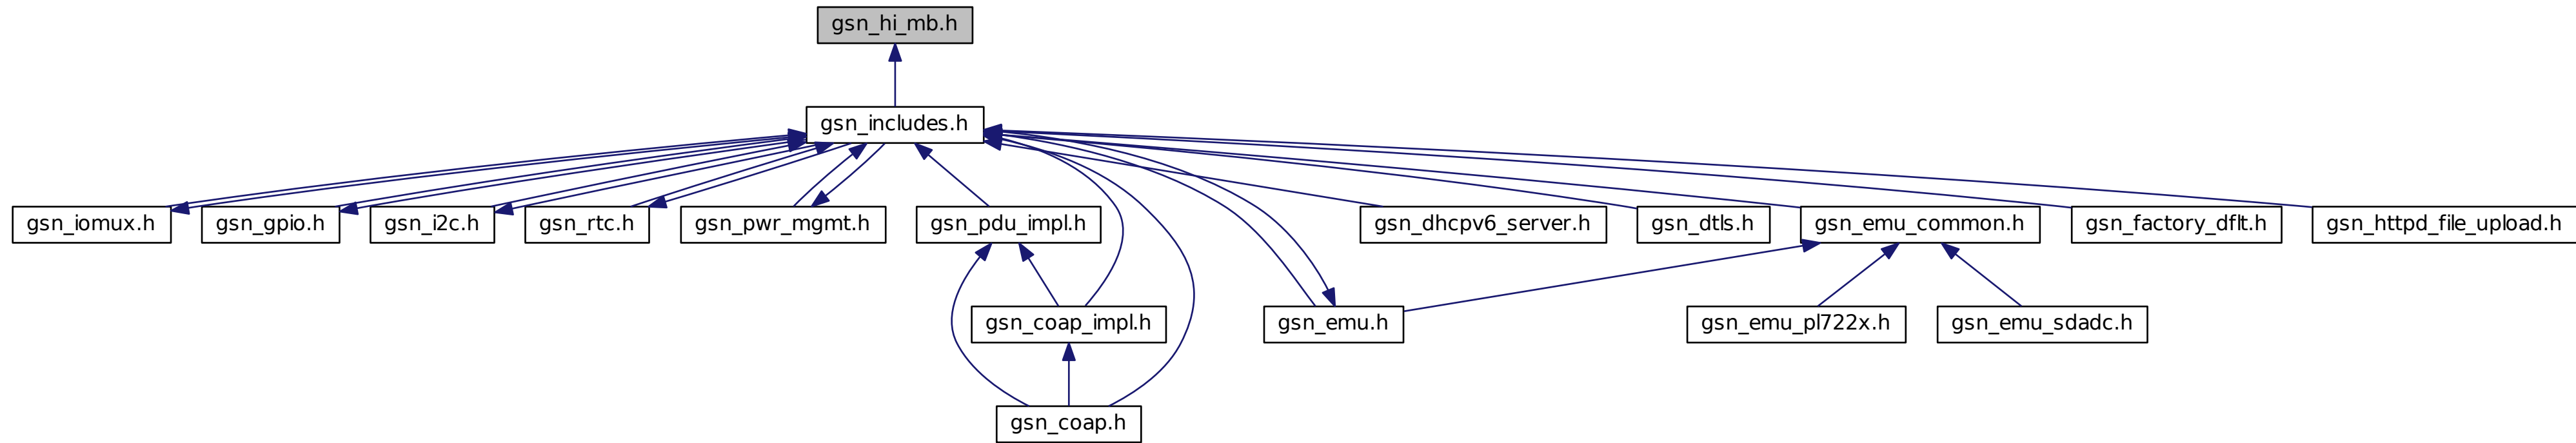 gsn_hi_mb.h
gsn_includes.h
gsn_iomux.h
gsn_gpio.h
gsn_i2c.h
gsn_rtc.h
gsn_pwr_mgmt.h
gsn_pdu_impl.h
gsn_dhcpv6_server.h
gsn_dtls.h
gsn_emu_common.h
gsn_factory_dflt.h
gsn_httpd_file_upload.h
gsn_coap_impl.h
gsn_emu.h
gsn_emu_pl722x.h
gsn_emu_sdadc.h
gsn_coap.h